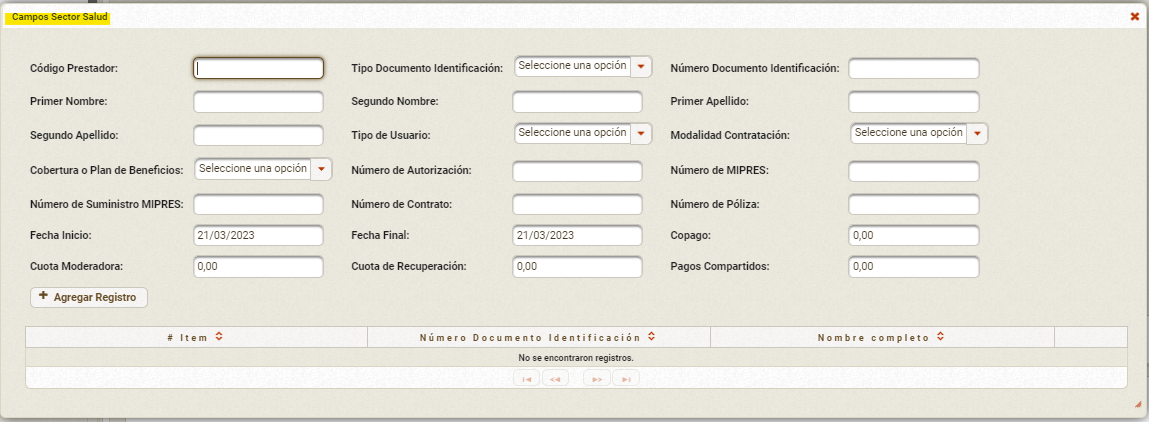 Campos Sector Salud
Código Prestador: Tipo Documento Identificación: Seleccione una opción Número Documento Identificación:
Primer Nombre: Segundo Nombre: Primer Apellido:
Segundo Apellido: Tipo de Usuario: Seleccione una opción Modalidad Contratación: Seleccione una opción
Cobertura o Plan de Beneficios: Seleccione una opción Número de Autorización: Número de MIPRES:
Número de Suministro MIPRES: Número de Contrato: Número de Póliza:
Fecha Inicio: 21/03/2023 Fecha Final: 21/03/2023 Copago: 0,00
Cuota Moderadora: 0,00 Cuota de Recuperación: 0,00 Pagos Compartidos: 0,00
+ Agregar Registro
# Item Número Documento Identificación Nombre completo
No se encontraron registros.